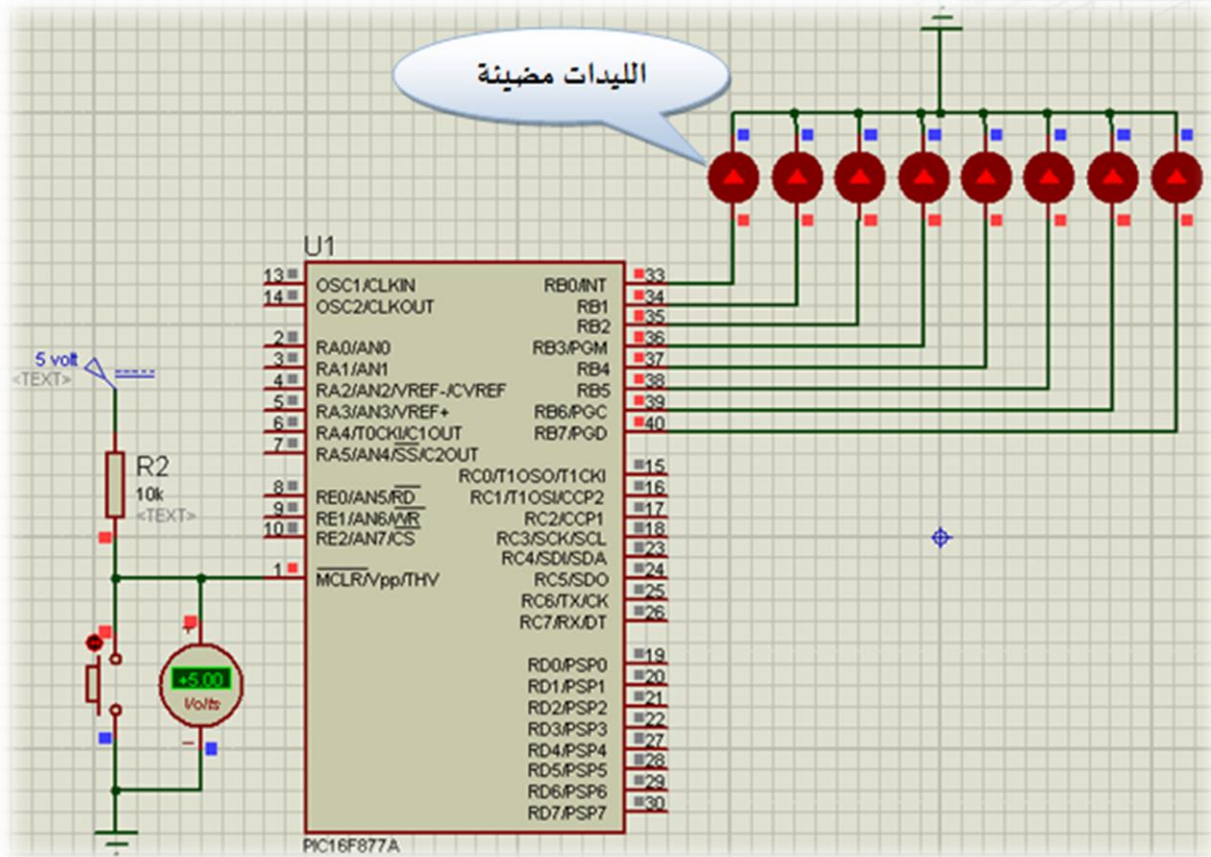 الليدات مضيئة
U1
13
OSC1/CLKIN
14
OSC2/CLKOUT
2
RA0/AN0
3
RA1/AN1
4
RA2/AN2/VREF-/CVREF
5
RA3/AN3/VREF+
6
RA4/T0CKI/C1OUT
7
RA5/AN4/SS/C2OUT
8
RE0/AN5/RD
9
RE1/AN6/WR
10
RE2/AN7/CS
1
MCLR/Vpp/THV
RB0/INT
33
RB1
34
RB2
35
RB3/PGM
36
RB4
37
RB5
38
RB6/PGC
39
RB7/PGD
40
RC0/T1OSO/T1CKI
15
RC1/T1OSI/CCP2
16
RC2/CCP1
17
RC3/SCK/SCL
18
RC4/SDI/SDA
23
RC5/SDO
24
RC6/TX/CK
25
RC7/RX/DT
26
RD0/PSP0
19
RD1/PSP1
20
RD2/PSP2
21
RD3/PSP3
22
RD4/PSP4
27
RD5/PSP5
28
RD6/PSP6
29
RD7/PSP7
30
PIC16F877A
5 volt
<TEXT>
R2
10k
<TEXT>
+
+5.00
Volts
−